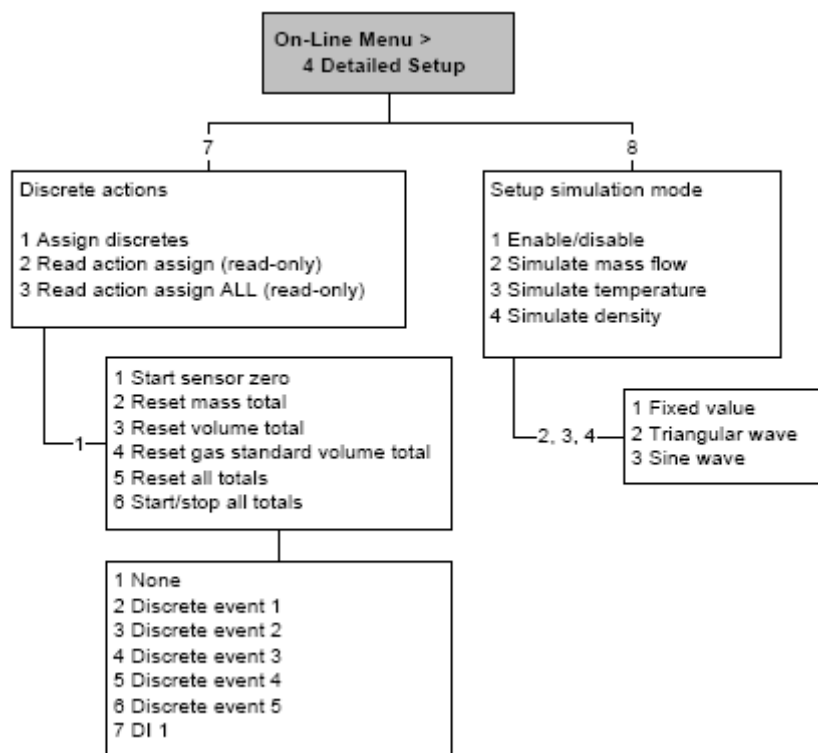 On-Line Menu >
4 Detailed Setup
7
8
Discrete actions
1 Assign discretes
2 Read action assign (read-only)
3 Read action assign ALL (read-only)
Setup simulation mode
1 Enable/disable
2 Simulate mass flow
3 Simulate temperature
4 Simulate density
1
1 Start sensor zero
2 Reset mass total
3 Reset volume total
4 Reset gas standard volume total
5 Reset all totals
6 Start/stop all totals
2, 3, 4
1 Fixed value
2 Triangular wave
3 Sine wave
1 None
2 Discrete event 1
3 Discrete event 2
4 Discrete event 3
5 Discrete event 4
6 Discrete event 5
7 DI 1